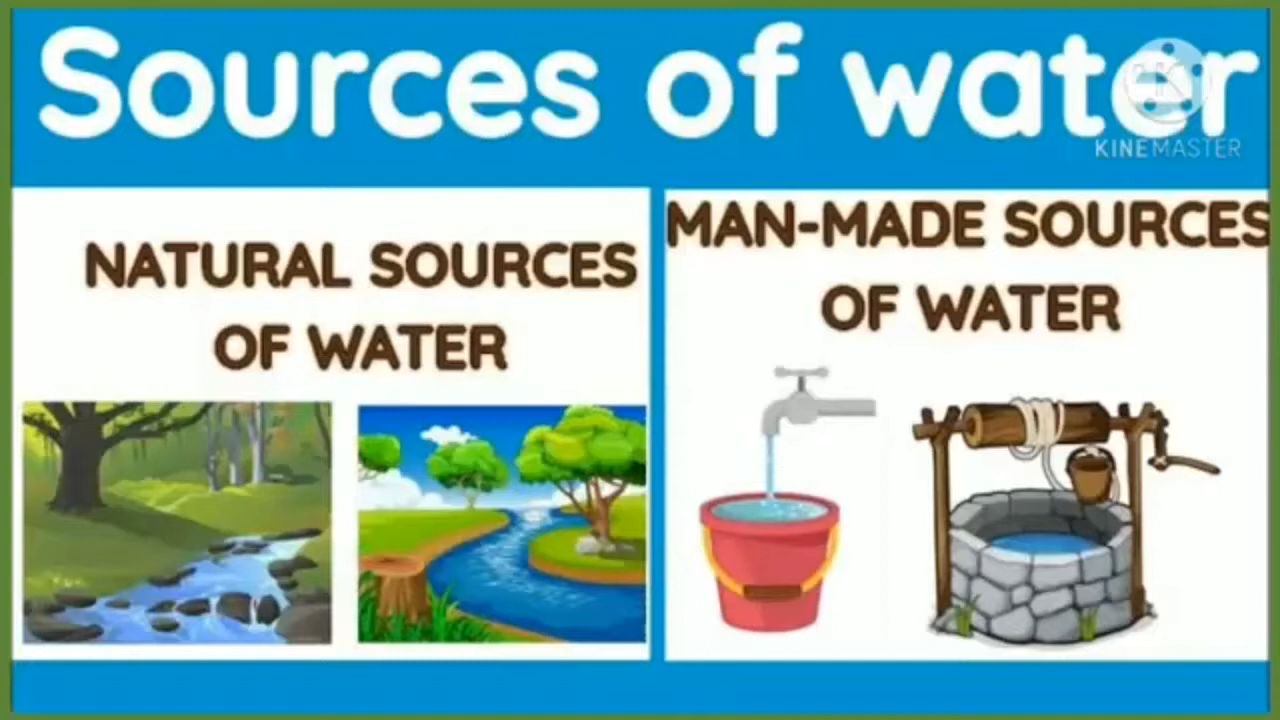 Sources of water
KINEMASTER
NATURAL SOURCES
OF WATER
MAN-MADE SOURCES
OF WATER